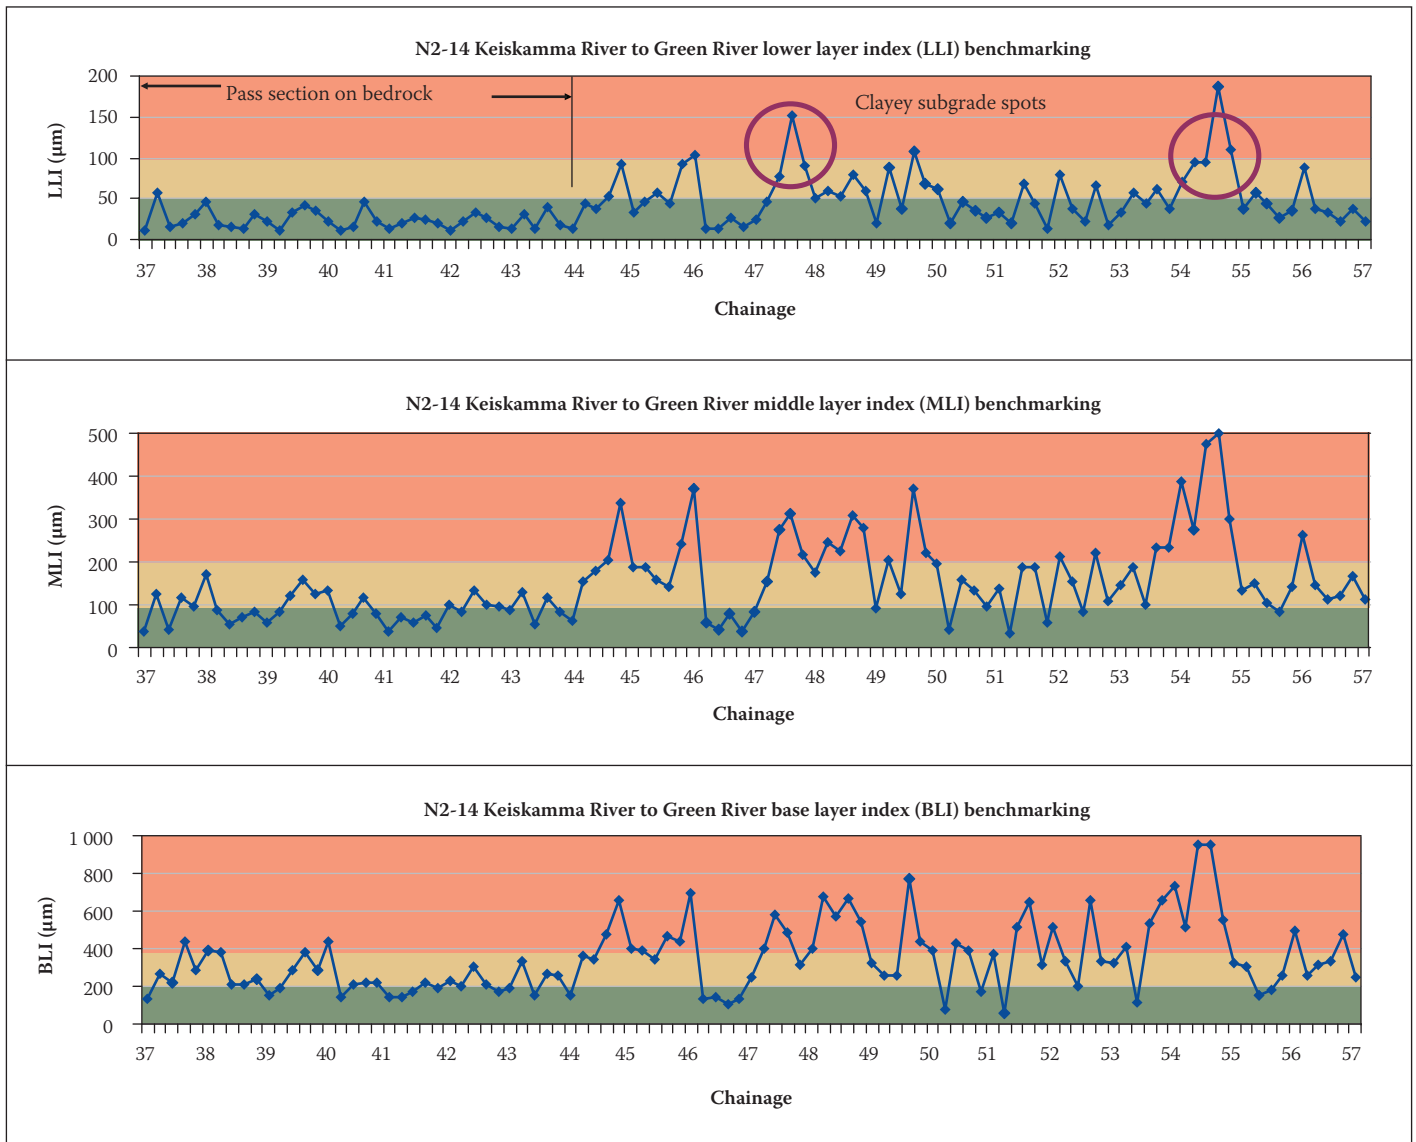 N2-14 Keiskamma River to Green River lower layer index (LLI) benchmarking
LLI (µm)
200
150
100
50
0
Pass section on bedrock
Clayey subgrade spots
37 38 39 40 41 42 43 44 45 46 47 48 49 50 51 52 53 54 55 56 57
Chainage
N2-14 Keiskamma River to Green River middle layer index (MLI) benchmarking
MLI (µm)
500
400
300
200
100
0
37 38 39 40 41 42 43 44 45 46 47 48 49 50 51 52 53 54 55 56 57
Chainage
N2-14 Keiskamma River to Green River base layer index (BLI) benchmarking
BLI (µm)
1 000
800
600
400
200
0
37 38 39 40 41 42 43 44 45 46 47 48 49 50 51 52 53 54 55 56 57
Chainage